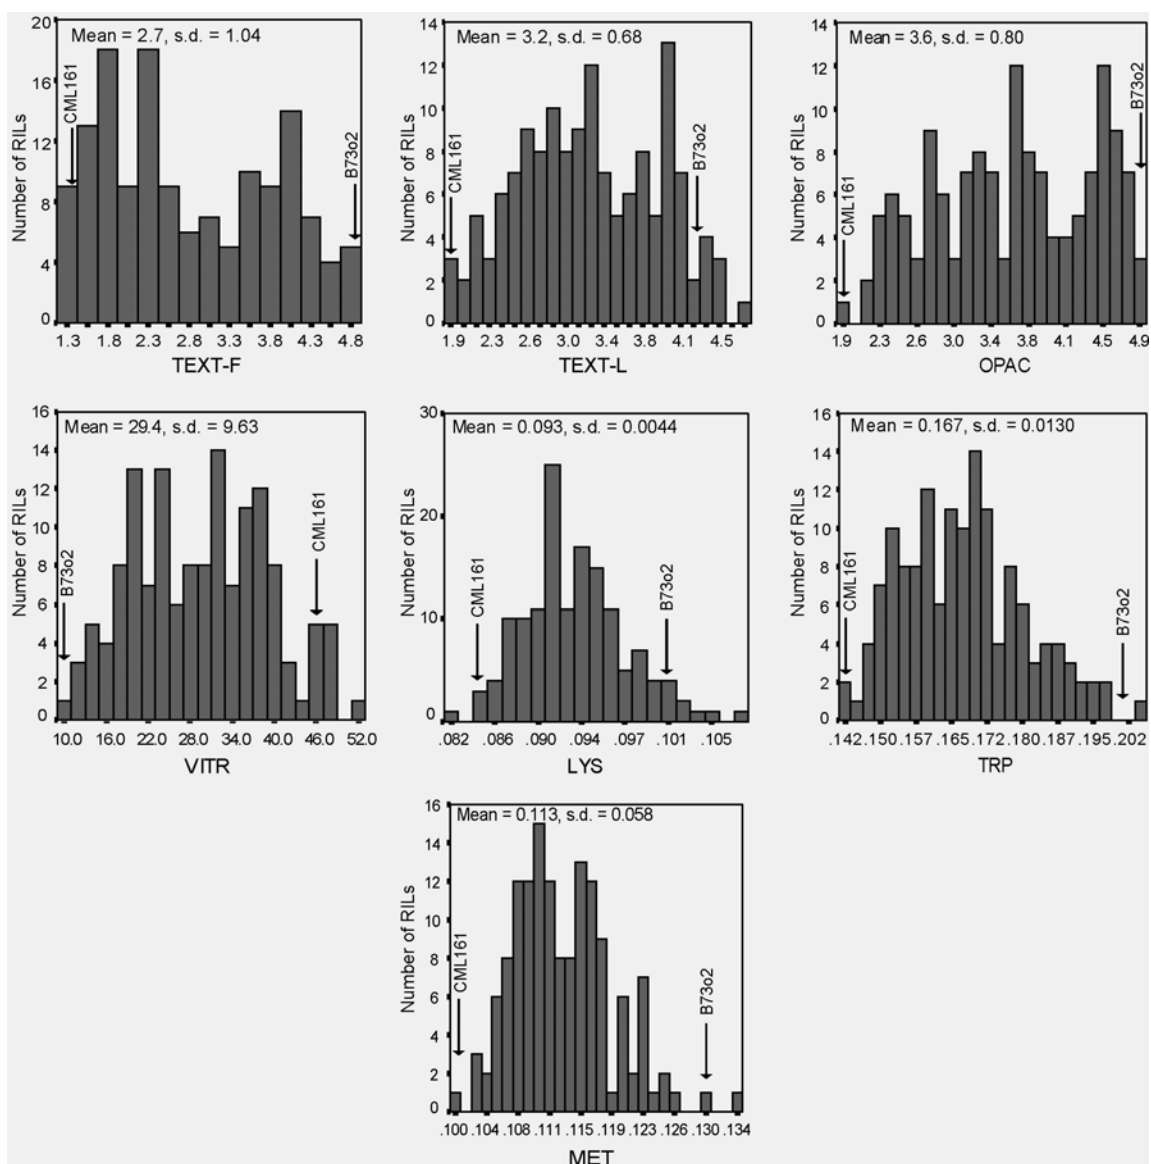 Mean = 2.7, s.d. = 1.04
Number of RILs
20
16
12
8
4
0
CML161
B73o2
1.3 1.8 2.3 2.8 3.3 3.8 4.3 4.8
TEXT-F
Mean = 3.2, s.d. = 0.68
Number of RILs
14
12
10
8
6
4
2
0
CML161
B73o2
1.9 2.3 2.6 3.0 3.4 3.7 4.1 4.5
TEXT-L
Mean = 3.6, s.d. = 0.80
Number of RILs
14
12
10
8
6
4
2
0
CML161
B73o2
1.9 2.3 2.6 3.0 3.4 3.8 4.1 4.5 4.9
OPAC
Mean = 29.4, s.d. = 9.63
Number of RILs
16
14
12
10
8
6
4
2
0
B73o2
CML161
10.0 16.0 22.0 28.0 34.0 40.0 46.0 52.0
VITR
Mean = 0.093, s.d. = 0.0044
Number of RILs
30
20
10
0
CML161
B73o2
.082 .086 .090 .094 .097 .101 .105
LYS
Mean = 0.167, s.d. = 0.0130
Number of RILs
16
14
12
10
8
6
4
2
0
CML161
B73o2
.142 .150 .157 .165 .172 .180 .187 .195 .202
TRP
Mean = 0.113, s.d. = 0.058
Number of RILs
16
14
12
10
8
6
4
2
0
CML161
B73o2
.100 .104 .108 .111 .115 .119 .123 .126 .130 .134
MET